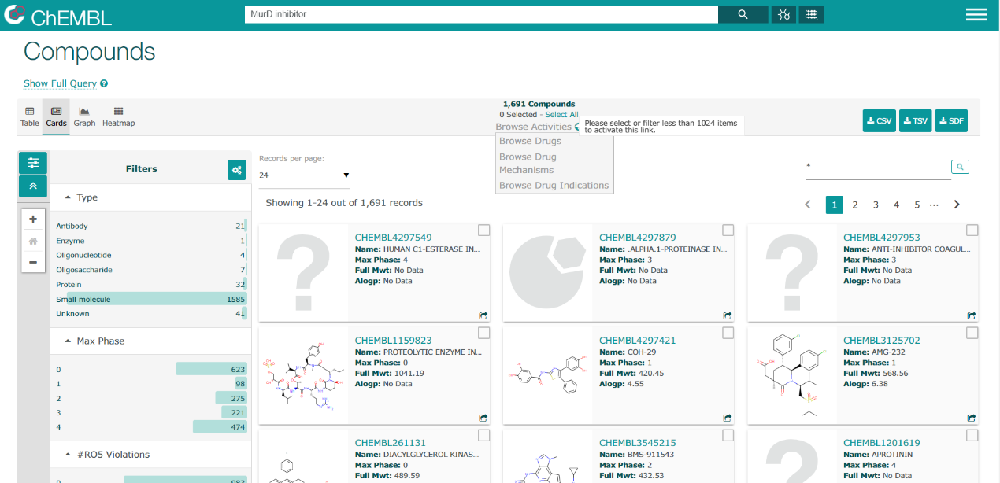 ChEMBL
MurD inhibitor
Compounds
Show Full Query
Table
Cards
Graph
Heatmap
1,691 Compounds
0 Selected - Select All
Browse Activities
Please select or filter less than 1024 items
to activate this link.
Browse Drugs
Browse Drug
Mechanisms
Browse Drug Indications
CSV
TSV
SDF
Filters
Type
Antibody 21
Enzyme 1
Oligonucleotide 4
Oligosaccharide 7
Protein 32
Small molecule 1585
Unknown 41
Max Phase
0 623
1 98
2 275
3 221
4 474
#RO5 Violations
Records per page:
24
*
Showing 1-24 out of 1,691 records
1 2 3 4 5 ...
CHEMBL4297549
Name: HUMAN C1-ESTERASE IN...
Max Phase: 4
Full Mwt: No Data
Alogp: No Data
CHEMBL4297879
Name: .ALPHA.1-PROTEINASE IN...
Max Phase: 3
Full Mwt: No Data
Alogp: No Data
CHEMBL4297953
Name: ANTI-INHIBITOR COAGUL...
Max Phase: 3
Full Mwt: No Data
Alogp: No Data
CHEMBL1159823
Name: PROTEOLYTIC ENZYME IN...
Max Phase: 0
Full Mwt: 1041.19
Alogp: No Data
CHEMBL4297421
Name: COH-29
Max Phase: 1
Full Mwt: 420.45
Alogp: 4.55
CHEMBL3125702
Name: AMG-232
Max Phase: 1
Full Mwt: 568.56
Alogp: 6.38
CHEMBL261131
Name: DIACYLGLYCEROL KINAS...
Max Phase: 0
Full Mwt: 489.59
CHEMBL3545215
Name: BMS-911543
Max Phase: 2
Full Mwt: 432.53
CHEMBL1201619
Name: APROTININ
Max Phase: 4
Full Mwt: No Data